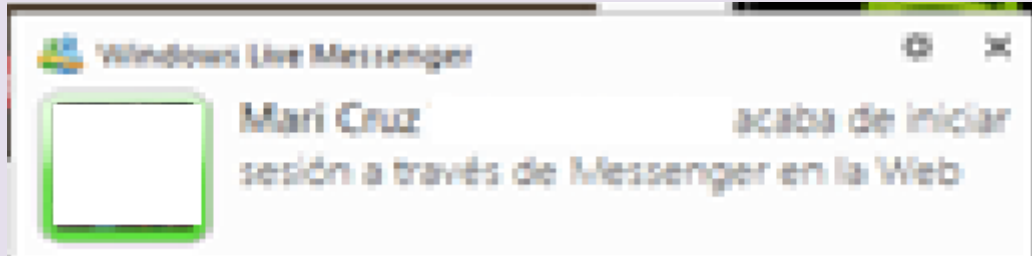 Windows Live Messenger
Mari Cruz acaba de iniciar
sesión a través de Messenger en la Web